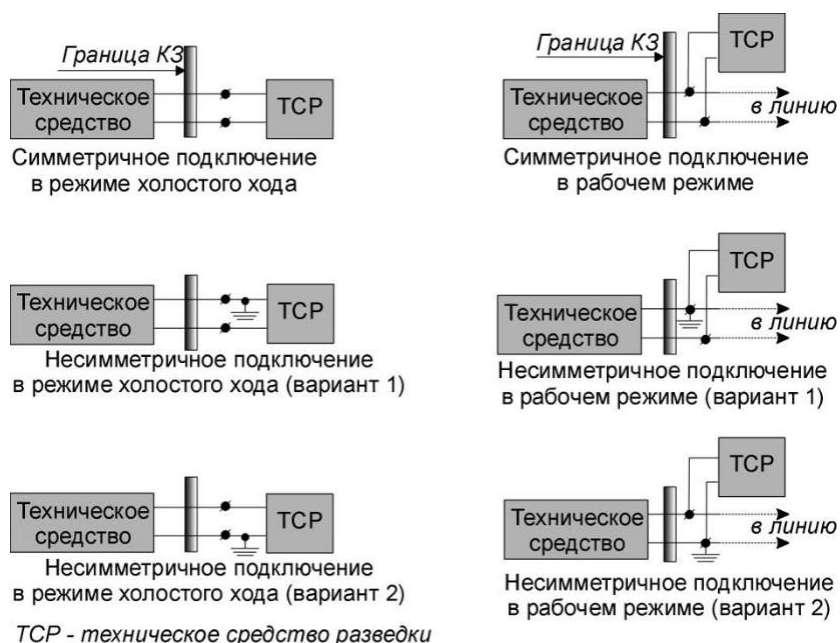 Граница КЗ
Техническое
средство
ТСР
Симметричное подключение
в режиме холостого хода
Граница КЗ
ТСР
Техническое
средство
в линию
Симметричное подключение
в рабочем режиме
Техническое
средство
ТСР
Несимметричное подключение
в режиме холостого хода (вариант 1)
ТСР
Техническое
средство
в линию
Несимметричное подключение
в рабочем режиме (вариант 1)
Техническое
средство
ТСР
Несимметричное подключение
в режиме холостого хода (вариант 2)
ТСР
Техническое
средство
в линию
Несимметричное подключение
в рабочем режиме (вариант 2)
ТСР - техническое средство разведки